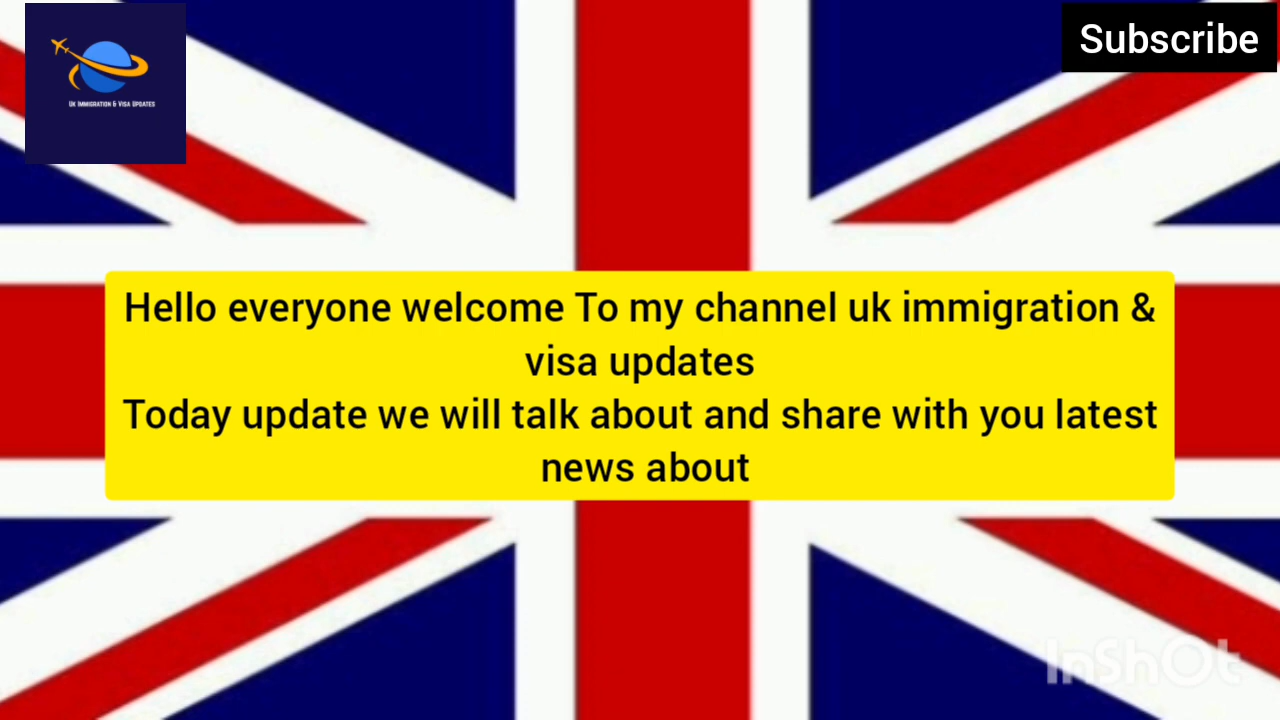 Subscribe
UK IMMIGRATION & VISA UPDATES
Hello everyone welcome To my channel uk immigration &
visa updates
Today update we will talk about and share with you latest
news about
InShOt